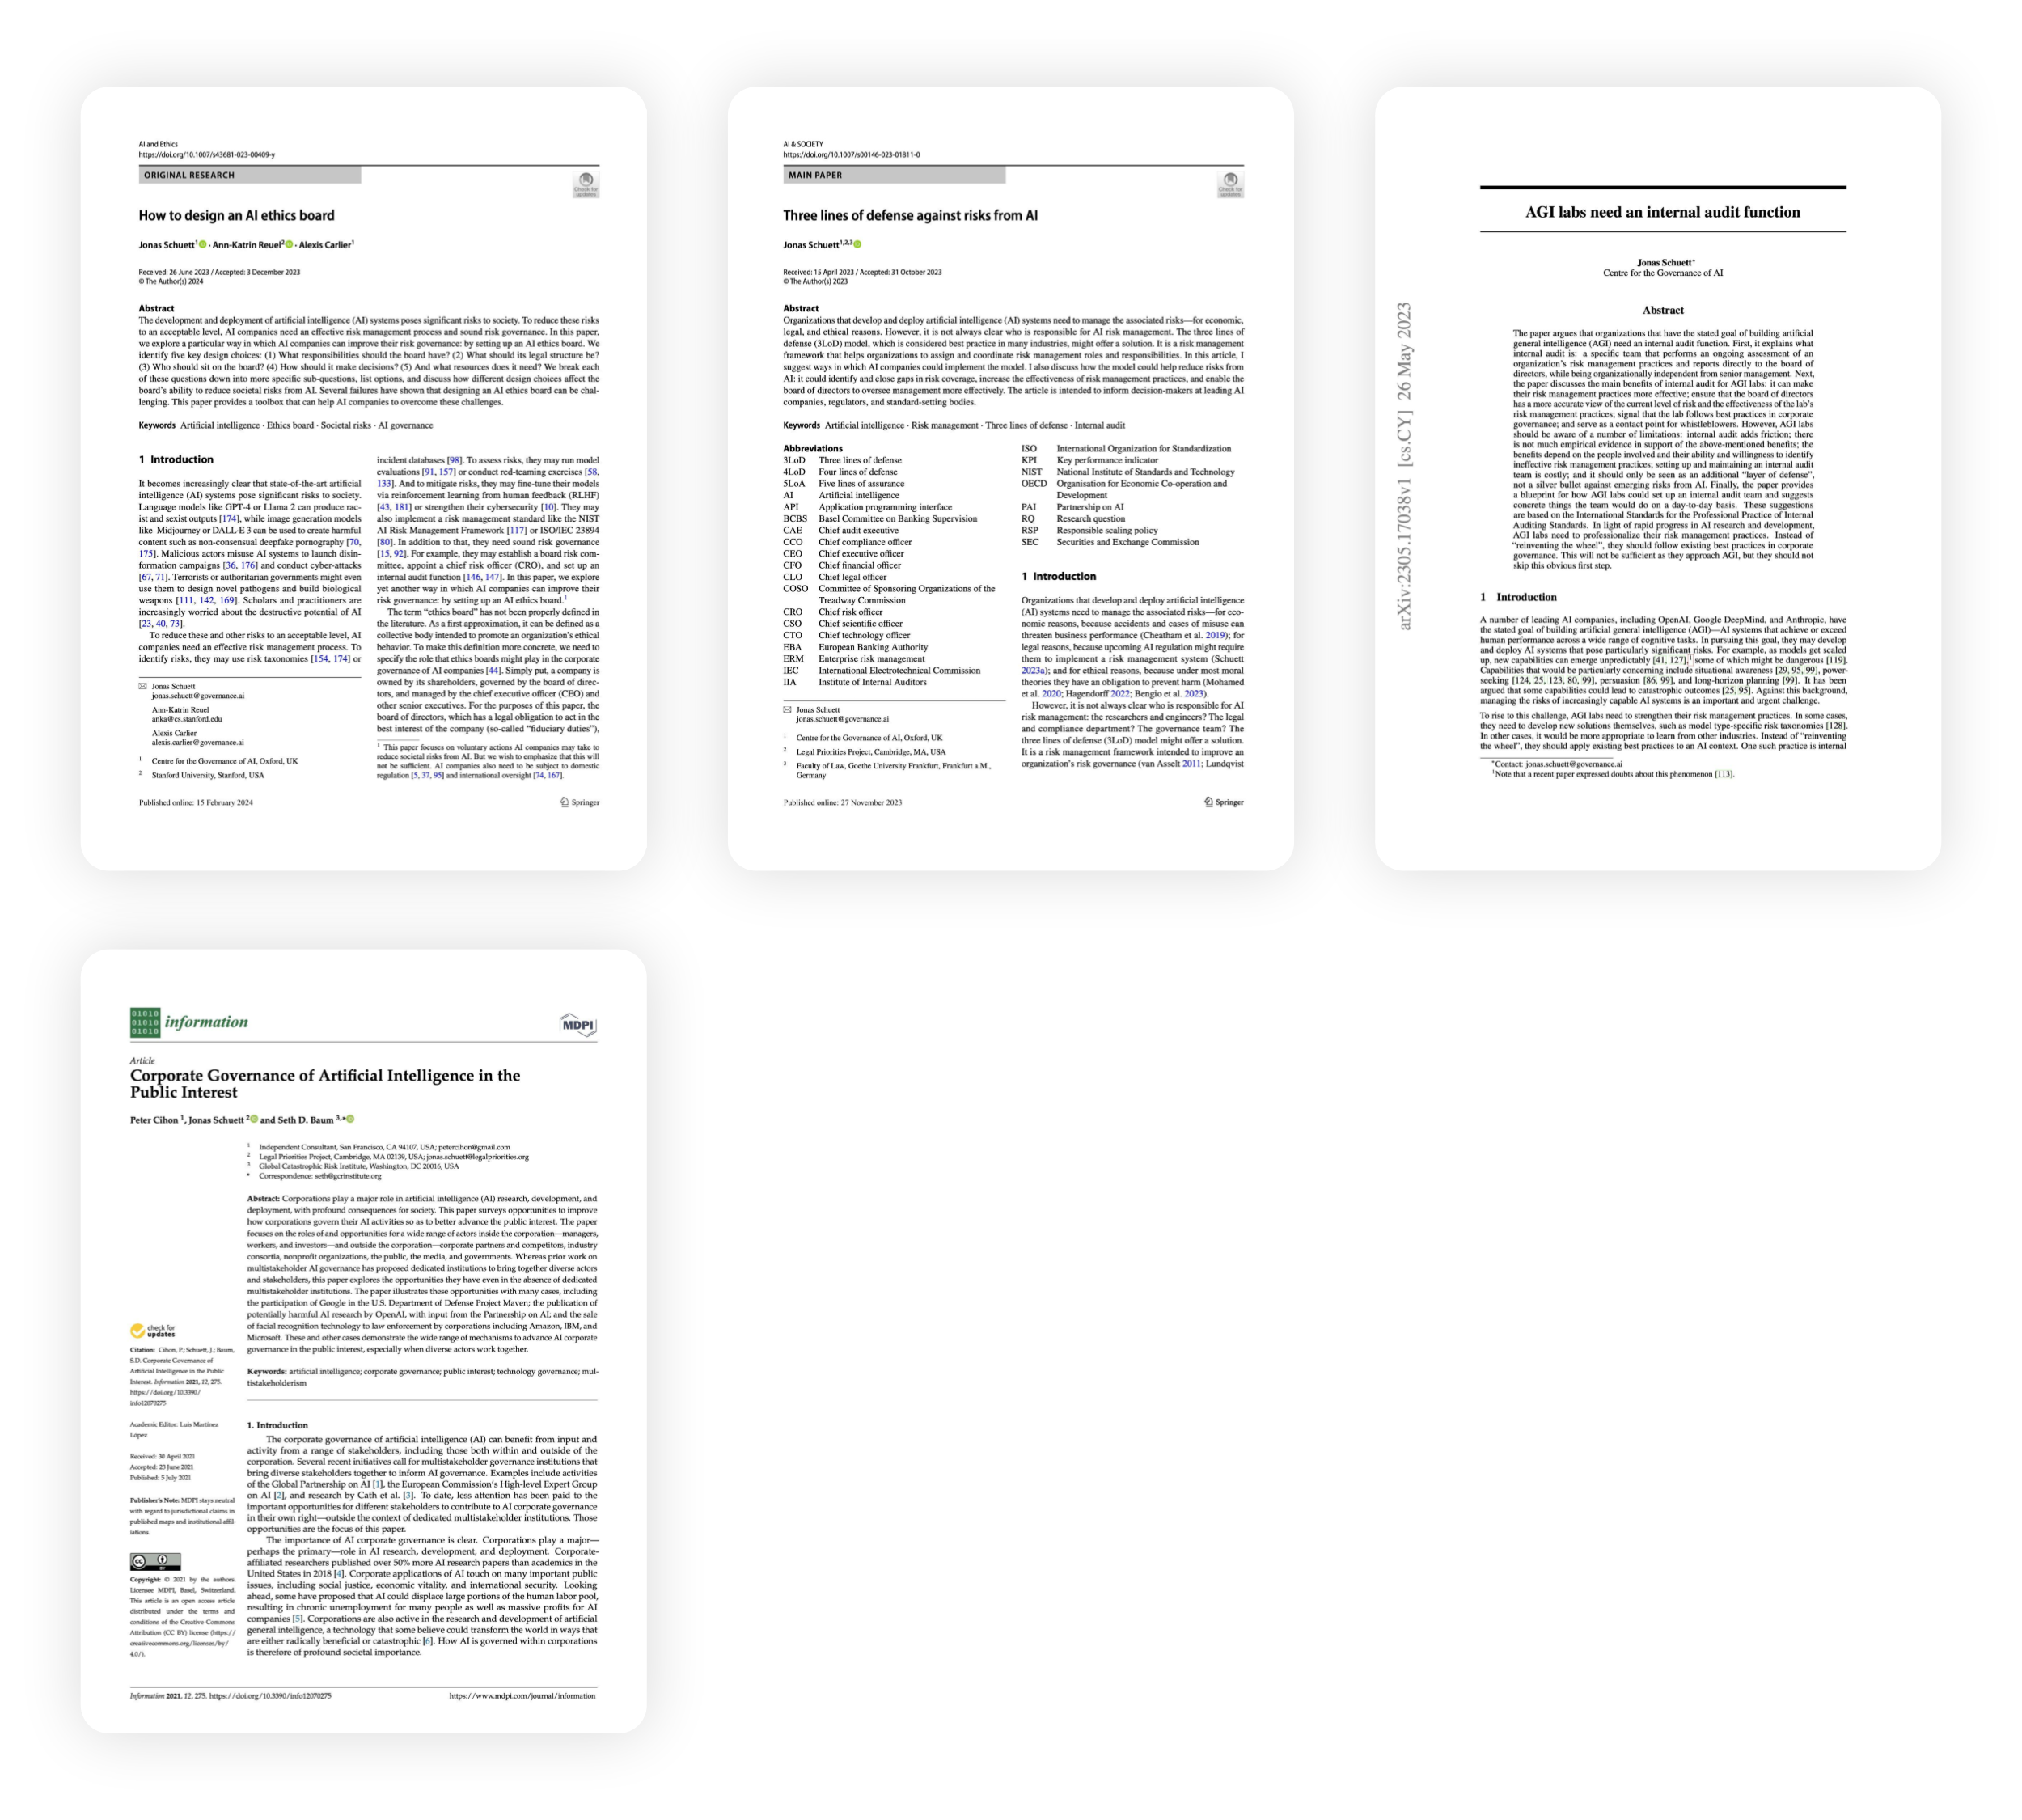 AI and Ethics
https://doi.org/10.1007/s43681-023-00409-y
ORIGINAL RESEARCH
Check for
updates
How to design an AI ethics board
Jonas Schuett1 · Ann-Katrin Reuel2 · Alexis Carlier1
Received: 26 June 2023 / Accepted: 3 December 2023
© The Author(s) 2024
Abstract
The development and deployment of artificial intelligence (AI) systems poses significant risks to society. To reduce these risks
to an acceptable level, AI companies need an effective risk management process and sound risk governance. In this paper,
we explore a particular way in which AI companies can improve their risk governance: by setting up an AI ethics board. We
identify five key design choices: (1) What responsibilities should the board have? (2) What should its legal structure be?
(3) Who should sit on the board? (4) How should it make decisions? (5) And what resources does it need? We break each
of these questions down into more specific sub-questions, list options, and discuss how different design choices affect the
board's ability to reduce societal risks from AI. Several failures have shown that designing an AI ethics board can be chal-
lenging. This paper provides a toolbox that can help AI companies to overcome these challenges.
Keywords Artificial intelligence · Ethics board · Societal risks · AI governance
1 Introduction
It becomes increasingly clear that state-of-the-art artificial
intelligence (AI) systems pose significant risks to society.
Language models like GPT-4 or Llama 2 can produce rac-
ist and sexist outputs [174], while image generation models
like Midjourney or DALL·E 3 can be used to create harmful
content such as non-consensual deepfake pornography [70,
175]. Malicious actors misuse AI systems to launch disin-
formation campaigns [36, 176] and conduct cyber-attacks
[67, 71]. Terrorists or authoritarian governments might even
use them to design novel pathogens and build biological
weapons [111, 142, 169]. Scholars and practitioners are
increasingly worried about the destructive potential of AI
[23, 40, 73].
To reduce these and other risks to an acceptable level, AI
companies need an effective risk management process. To
identify risks, they may use risk taxonomies [154, 174] or
Jonas Schuett
jonas.schuett@governance.ai
Ann-Katrin Reuel
anka@cs.stanford.edu
Alexis Carlier
alexis.carlier@governance.ai
1 Centre for the Governance of AI, Oxford, UK
2 Stanford University, Stanford, USA
incident databases [98]. To assess risks, they may run model
evaluations [91, 157] or conduct red-teaming exercises [58,
133]. And to mitigate risks, they may fine-tune their models
via reinforcement learning from human feedback (RLHF)
[43, 181] or strengthen their cybersecurity [10]. They may
also implement a risk management standard like the NIST
AI Risk Management Framework [117] or ISO/IEC 23894
[80]. In addition to that, they need sound risk governance
[15, 92]. For example, they may establish a board risk com-
mittee, appoint a chief risk officer (CRO), and set up an
internal audit function [146, 147]. In this paper, we explore
yet another way in which AI companies can improve their
risk governance: by setting up an AI ethics board.1
The term “ethics board” has not been properly defined in
the literature. As a first approximation, it can be defined as a
collective body intended to promote an organization's ethical
behavior. To make this definition more concrete, we need to
specify the role that ethics boards might play in the corporate
governance of AI companies [44]. Simply put, a company is
owned by its shareholders, governed by the board of direc-
tors, and managed by the chief executive officer (CEO) and
other senior executives. For the purposes of this paper, the
board of directors, which has a legal obligation to act in the
best interest of the company (so-called “fiduciary duties”),
1 This paper focuses on voluntary actions AI companies may take to
reduce societal risks from AI. But we wish to emphasize that this will
not be sufficient. AI companies also need to be subject to domestic
regulation [5, 37, 95] and international oversight [74, 167].
Published online: 15 February 2024
Springer
AI & SOCIETY
https://doi.org/10.1007/s00146-023-01811-0
MAIN PAPER
Check for
updates
Three lines of defense against risks from AI
Jonas Schuett1,2,3
Received: 15 April 2023 / Accepted: 31 October 2023
© The Author(s) 2023
Abstract
Organizations that develop and deploy artificial intelligence (AI) systems need to manage the associated risks—for economic,
legal, and ethical reasons. However, it is not always clear who is responsible for AI risk management. The three lines of
defense (3LoD) model, which is considered best practice in many industries, might offer a solution. It is a risk management
framework that helps organizations to assign and coordinate risk management roles and responsibilities. In this article, I
suggest ways in which AI companies could implement the model. I also discuss how the model could help reduce risks from
AI: it could identify and close gaps in risk coverage, increase the effectiveness of risk management practices, and enable the
board of directors to oversee management more effectively. The article is intended to inform decision-makers at leading AI
companies, regulators, and standard-setting bodies.
Keywords Artificial intelligence · Risk management · Three lines of defense · Internal audit
Abbreviations
3LoD Three lines of defense
4LoD Four lines of defense
5LoA Five lines of assurance
AI Artificial intelligence
API Application programming interface
BCBS Basel Committee on Banking Supervision
CAE Chief audit executive
CCO Chief compliance officer
CEO Chief executive officer
CFO Chief financial officer
CLO Chief legal officer
COSO Committee of Sponsoring Organizations of the
Treadway Commission
CRO Chief risk officer
CSO Chief scientific officer
CTO Chief technology officer
EBA European Banking Authority
ERM Enterprise risk management
IEC International Electrotechnical Commission
IIA Institute of Internal Auditors
Jonas Schuett
jonas.schuett@governance.ai
1 Centre for the Governance of AI, Oxford, UK
2 Legal Priorities Project, Cambridge, MA, USA
3 Faculty of Law, Goethe University Frankfurt, Frankfurt a.M.,
Germany
ISO International Organization for Standardization
KPI Key performance indicator
NIST National Institute of Standards and Technology
OECD Organisation for Economic Co-operation and
Development
PAI Partnership on AI
RQ Research question
RSP Responsible scaling policy
SEC Securities and Exchange Commission
1 Introduction
Organizations that develop and deploy artificial intelligence
(AI) systems need to manage the associated risks—for eco-
nomic reasons, because accidents and cases of misuse can
threaten business performance (Cheatham et al. 2019); for
legal reasons, because upcoming AI regulation might require
them to implement a risk management system (Schuett
2023a); and for ethical reasons, because under most moral
theories they have an obligation to prevent harm (Mohamed
et al. 2020; Hagendorff 2022; Bengio et al. 2023).
However, it is not always clear who is responsible for AI
risk management: the researchers and engineers? The legal
and compliance department? The governance team? The
three lines of defense (3LoD) model might offer a solution.
It is a risk management framework intended to improve an
organization's risk governance (van Asselt 2011; Lundqvist
Published online: 27 November 2023
Springer
arXiv:2305.17038v1 [cs.CY] 26 May 2023
AGI labs need an internal audit function
Jonas Schuett*
Centre for the Governance of AI
Abstract
The paper argues that organizations that have the stated goal of building artificial
general intelligence (AGI) need an internal audit function. First, it explains what
internal audit is: a specific team that performs an ongoing assessment of an
organization's risk management practices and reports directly to the board of
directors, while being organizationally independent from senior management. Next,
the paper discusses the main benefits of internal audit for AGI labs: it can make
their risk management practices more effective; ensure that the board of directors
has a more accurate view of the current level of risk and the effectiveness of the lab's
risk management practices; signal that the lab follows best practices in corporate
governance; and serve as a contact point for whistleblowers. However, AGI labs
should be aware of a number of limitations: internal audit adds friction; there
is not much empirical evidence in support of the above-mentioned benefits; the
benefits depend on the people involved and their ability and willingness to identify
ineffective risk management practices; setting up and maintaining an internal audit
team is costly; and it should only be seen as an additional “layer of defense”,
not a silver bullet against emerging risks from AI. Finally, the paper provides
a blueprint for how AGI labs could set up an internal audit team and suggests
concrete things the team would do on a day-to-day basis. These suggestions
are based on the International Standards for the Professional Practice of Internal
Auditing Standards. In light of rapid progress in AI research and development,
AGI labs need to professionalize their risk management practices. Instead of
“reinventing the wheel”, they should follow existing best practices in corporate
governance. This will not be sufficient as they approach AGI, but they should not
skip this obvious first step.
1 Introduction
A number of leading AI companies, including OpenAI, Google DeepMind, and Anthropic, have
the stated goal of building artificial general intelligence (AGI)—AI systems that achieve or exceed
human performance across a wide range of cognitive tasks. In pursuing this goal, they may develop
and deploy AI systems that pose particularly significant risks. For example, as models get scaled
up, new capabilities can emerge unpredictably [41, 127],1 some of which might be dangerous [119].
Capabilities that would be particularly concerning include situational awareness [29, 95, 99], power-
seeking [124, 25, 123, 80, 99], persuasion [86, 99], and long-horizon planning [99]. It has been
argued that some capabilities could lead to catastrophic outcomes [25, 95]. Against this background,
managing the risks of increasingly capable AI systems is an important and urgent challenge.
To rise to this challenge, AGI labs need to strengthen their risk management practices. In some cases,
they need to develop new solutions themselves, such as model type-specific risk taxonomies [128].
In other cases, it would be more appropriate to learn from other industries. Instead of “reinventing
the wheel”, they should apply existing best practices to an AI context. One such practice is internal
*Contact: jonas.schuett@governance.ai
1Note that a recent paper expressed doubts about this phenomenon [113].
01010
01010
01010
information
MDPI
Article
Corporate Governance of Artificial Intelligence in the
Public Interest
Peter Cihon 1, Jonas Schuett 2 and Seth D. Baum 3,*
1 Independent Consultant, San Francisco, CA 94107, USA; petercihon@gmail.com
2 Legal Priorities Project, Cambridge, MA 02139, USA; jonas.schuett@legalpriorities.org
3 Global Catastrophic Risk Institute, Washington, DC 20016, USA
* Correspondence: seth@gcrinstitute.org
Abstract: Corporations play a major role in artificial intelligence (AI) research, development, and
deployment, with profound consequences for society. This paper surveys opportunities to improve
how corporations govern their AI activities so as to better advance the public interest. The paper
focuses on the roles of and opportunities for a wide range of actors inside the corporation—managers,
workers, and investors—and outside the corporation—corporate partners and competitors, industry
consortia, nonprofit organizations, the public, the media, and governments. Whereas prior work on
multistakeholder AI governance has proposed dedicated institutions to bring together diverse actors
and stakeholders, this paper explores the opportunities they have even in the absence of dedicated
multistakeholder institutions. The paper illustrates these opportunities with many cases, including
the participation of Google in the U.S. Department of Defense Project Maven; the publication of
potentially harmful AI research by OpenAI, with input from the Partnership on AI; and the sale
of facial recognition technology to law enforcement by corporations including Amazon, IBM, and
Microsoft. These and other cases demonstrate the wide range of mechanisms to advance AI corporate
governance in the public interest, especially when diverse actors work together.
Keywords: artificial intelligence; corporate governance; public interest; technology governance; mul-
tistakeholderism
check for
updates
Citation: Cihon, P.; Schuett, J.; Baum,
S.D. Corporate Governance of
Artificial Intelligence in the Public
Interest. Information 2021, 12, 275.
https://doi.org/10.3390/
info12070275
Academic Editor: Luis Martínez
López
Received: 30 April 2021
Accepted: 23 June 2021
Published: 5 July 2021
Publisher's Note: MDPI stays neutral
with regard to jurisdictional claims in
published maps and institutional affil-
iations.
cc
BY
Copyright: © 2021 by the authors.
Licensee MDPI, Basel, Switzerland.
This article is an open access article
distributed under the terms and
conditions of the Creative Commons
Attribution (CC BY) license (https://
creativecommons.org/licenses/by/
4.0/).
1. Introduction
The corporate governance of artificial intelligence (AI) can benefit from input and
activity from a range of stakeholders, including those both within and outside of the
corporation. Several recent initiatives call for multistakeholder governance institutions that
bring diverse stakeholders together to inform AI governance. Examples include activities
of the Global Partnership on AI [1], the European Commission's High-level Expert Group
on AI [2], and research by Cath et al. [3]. To date, less attention has been paid to the
important opportunities for different stakeholders to contribute to AI corporate governance
in their own right—outside the context of dedicated multistakeholder institutions. Those
opportunities are the focus of this paper.
The importance of AI corporate governance is clear. Corporations play a major—
perhaps the primary—role in AI research, development, and deployment. Corporate-
affiliated researchers published over 50% more AI research papers than academics in the
United States in 2018 [4]. Corporate applications of AI touch on many important public
issues, including social justice, economic vitality, and international security. Looking
ahead, some have proposed that AI could displace large portions of the human labor pool,
resulting in chronic unemployment for many people as well as massive profits for AI
companies [5]. Corporations are also active in the research and development of artificial
general intelligence, a technology that some believe could transform the world in ways that
are either radically beneficial or catastrophic [6]. How AI is governed within corporations
is therefore of profound societal importance.
Information 2021, 12, 275. https://doi.org/10.3390/info12070275
https://www.mdpi.com/journal/information